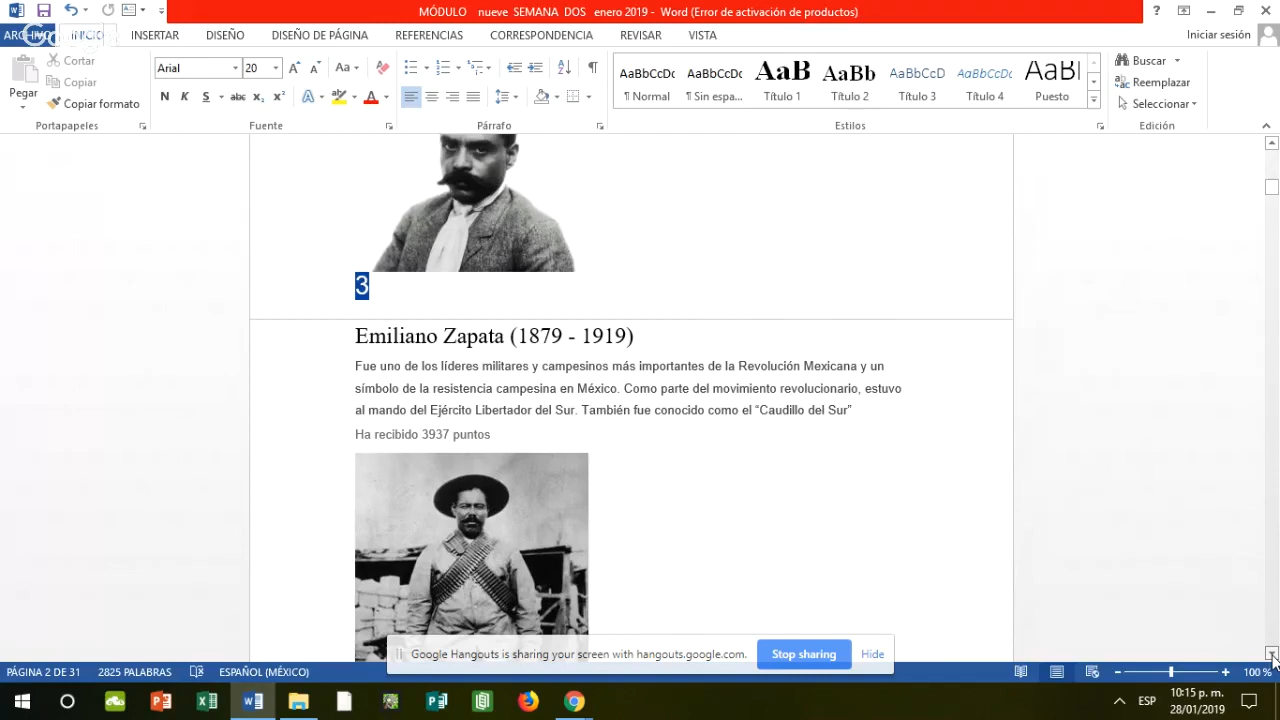 MÓDULO nueve SEMANA DOS enero 2019 - Word (Error de activación de productos)
ARCHIVO INICIO INSERTAR DISEÑO DISEÑO DE PÁGINA REFERENCIAS CORRESPONDENCIA REVISAR VISTA Iniciar sesión
Pegar
Cortar
Copiar
Copiar formato
Portapapeles
Arial 20
N K S abc x₂ x²
Fuente
Párrafo
AaBbCcDc AaBbCcDc AaB AaBb AaBbCcD AaBbCcDc AaBl
¶ Normal ¶ Sin espa... Título 1 Título 2 Título 3 Título 4 Puesto
Estilos
Buscar
Reemplazar
Seleccionar
Edición
3
Emiliano Zapata (1879 - 1919)
Fue uno de los líderes militares y campesinos más importantes de la Revolución Mexicana y un
símbolo de la resistencia campesina en México. Como parte del movimiento revolucionario, estuvo
al mando del Ejército Libertador del Sur. También fue conocido como el “Caudillo del Sur”
Ha recibido 3937 puntos
Google Hangouts is sharing your screen with hangouts.google.com. Stop sharing Hide
PÁGINA 2 DE 31 2825 PALABRAS ESPAÑOL (MÉXICO) 100 %
ESP
10:15 p. m.
28/01/2019